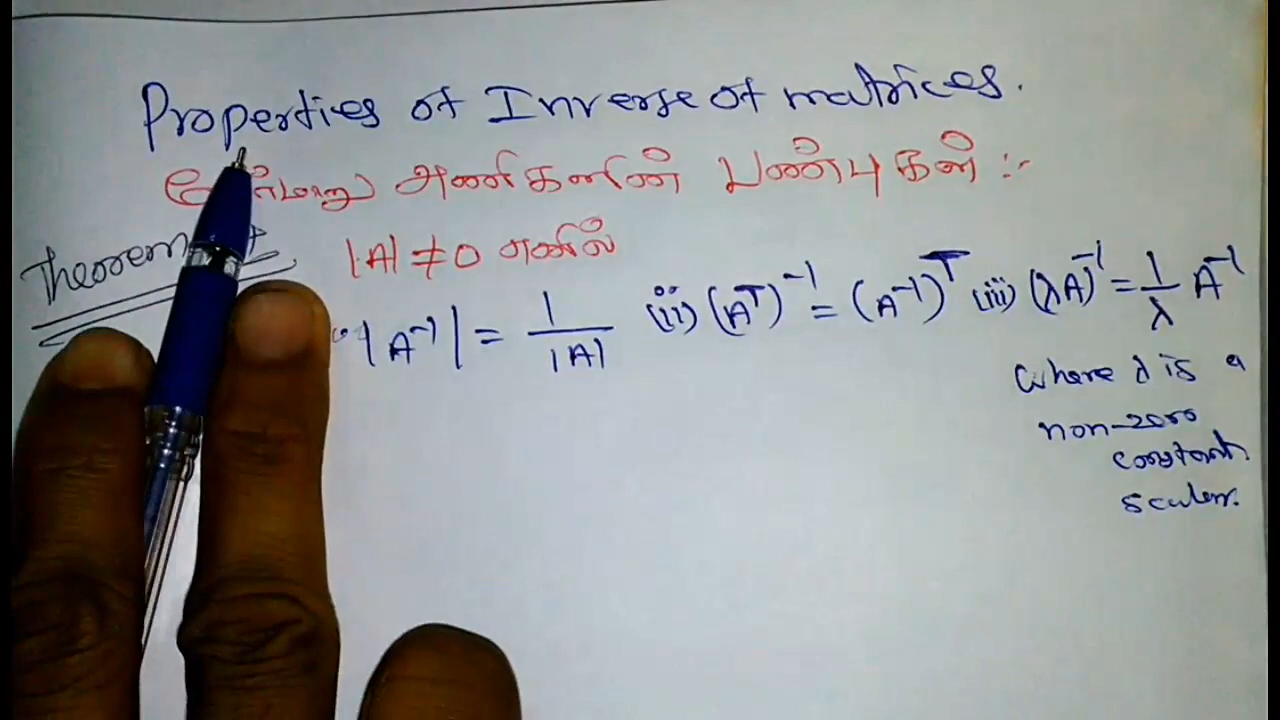 Properties of Inverse of matrices.
அணிகளின் பண்புகள் :-
Theorem
|A| ≠ 0 எனில்
|A⁻¹| = 1/|A| (ii) (Aᵀ)⁻¹ = (A⁻¹)ᵀ (iii) (λA)⁻¹ = 1/λ A⁻¹
where λ is a
non-zero
constant
scalar.